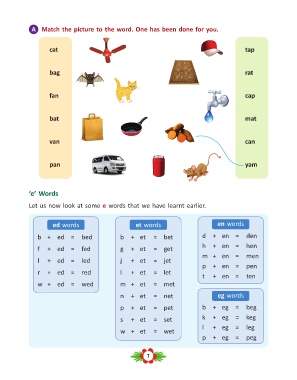 A Match the picture to the word. One has been done for you.
cat tap
bag rat
fan cap
bat mat
van can
pan yam
'e' Words
Let us now look at some e words that we have learnt earlier.
ed words
b + ed = bed
f + ed = fed
l + ed = led
r + ed = red
w + ed = wed
et words
b + et = bet
g + et = get
j + et = jet
l + et = let
m + et = met
n + et = net
p + et = pet
s + et = set
w + et = wet
en words
d + en = den
h + en = hen
m + en = men
p + en = pen
t + en = ten
eg words
b + eg = beg
k + eg = keg
l + eg = leg
p + eg = peg
7